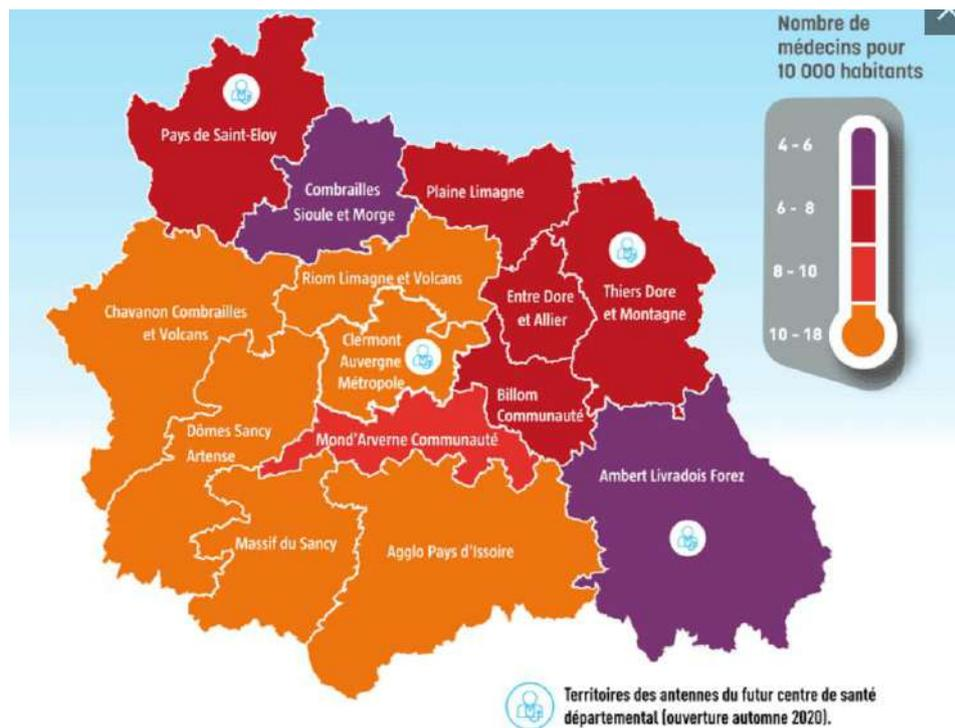 Nombre de
médecins pour
10 000 habitants
4 - 6
6 - 8
8 - 10
10 - 18
Pays de Saint-Eloy
Combrailles
Sioule et Morge
Plaine Limagne
Riom Limagne et Volcans
Chavanon Combrailles
et Volcans
Entre Dore
et Allier
Thiers Dore
et Montagne
Clermont
Auvergne
Métropole
Billom
Communauté
Dômes Sancy
Artense
Mond'Arverne Communauté
Ambert Livradois Forez
Massif du Sancy
Agglo Pays d'Issoire
Territoires des antennes du futur centre de santé
départemental (ouverture automne 2020).